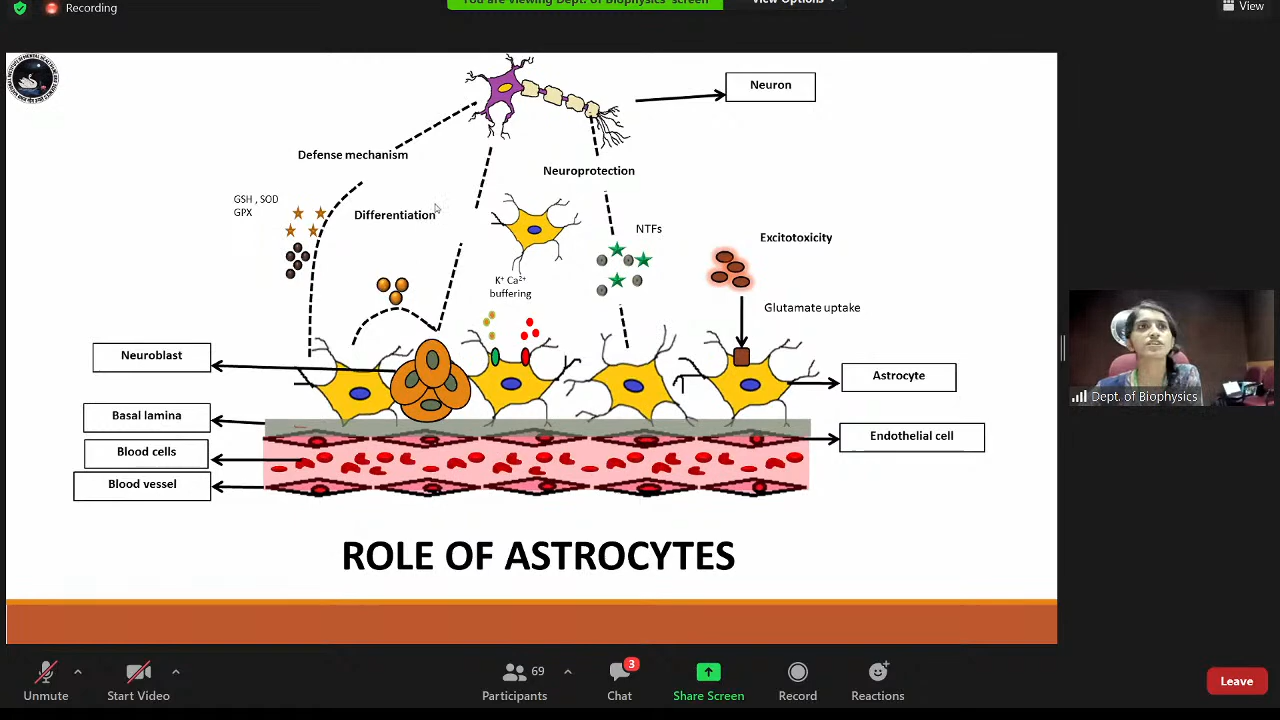 Recording
You are viewing Dept. of Biophysics' screen
View Options
View
Neuron
Defense mechanism
Neuroprotection
GSH , SOD
GPX
Differentiation
NTFs
Excitotoxicity
K⁺ Ca²⁺
buffering
Glutamate uptake
Neuroblast
Astrocyte
Basal lamina
Endothelial cell
Blood cells
Blood vessel
ROLE OF ASTROCYTES
Dept. of Biophysics
Unmute
Start Video
69
Participants
3
Chat
Share Screen
Record
Reactions
Leave